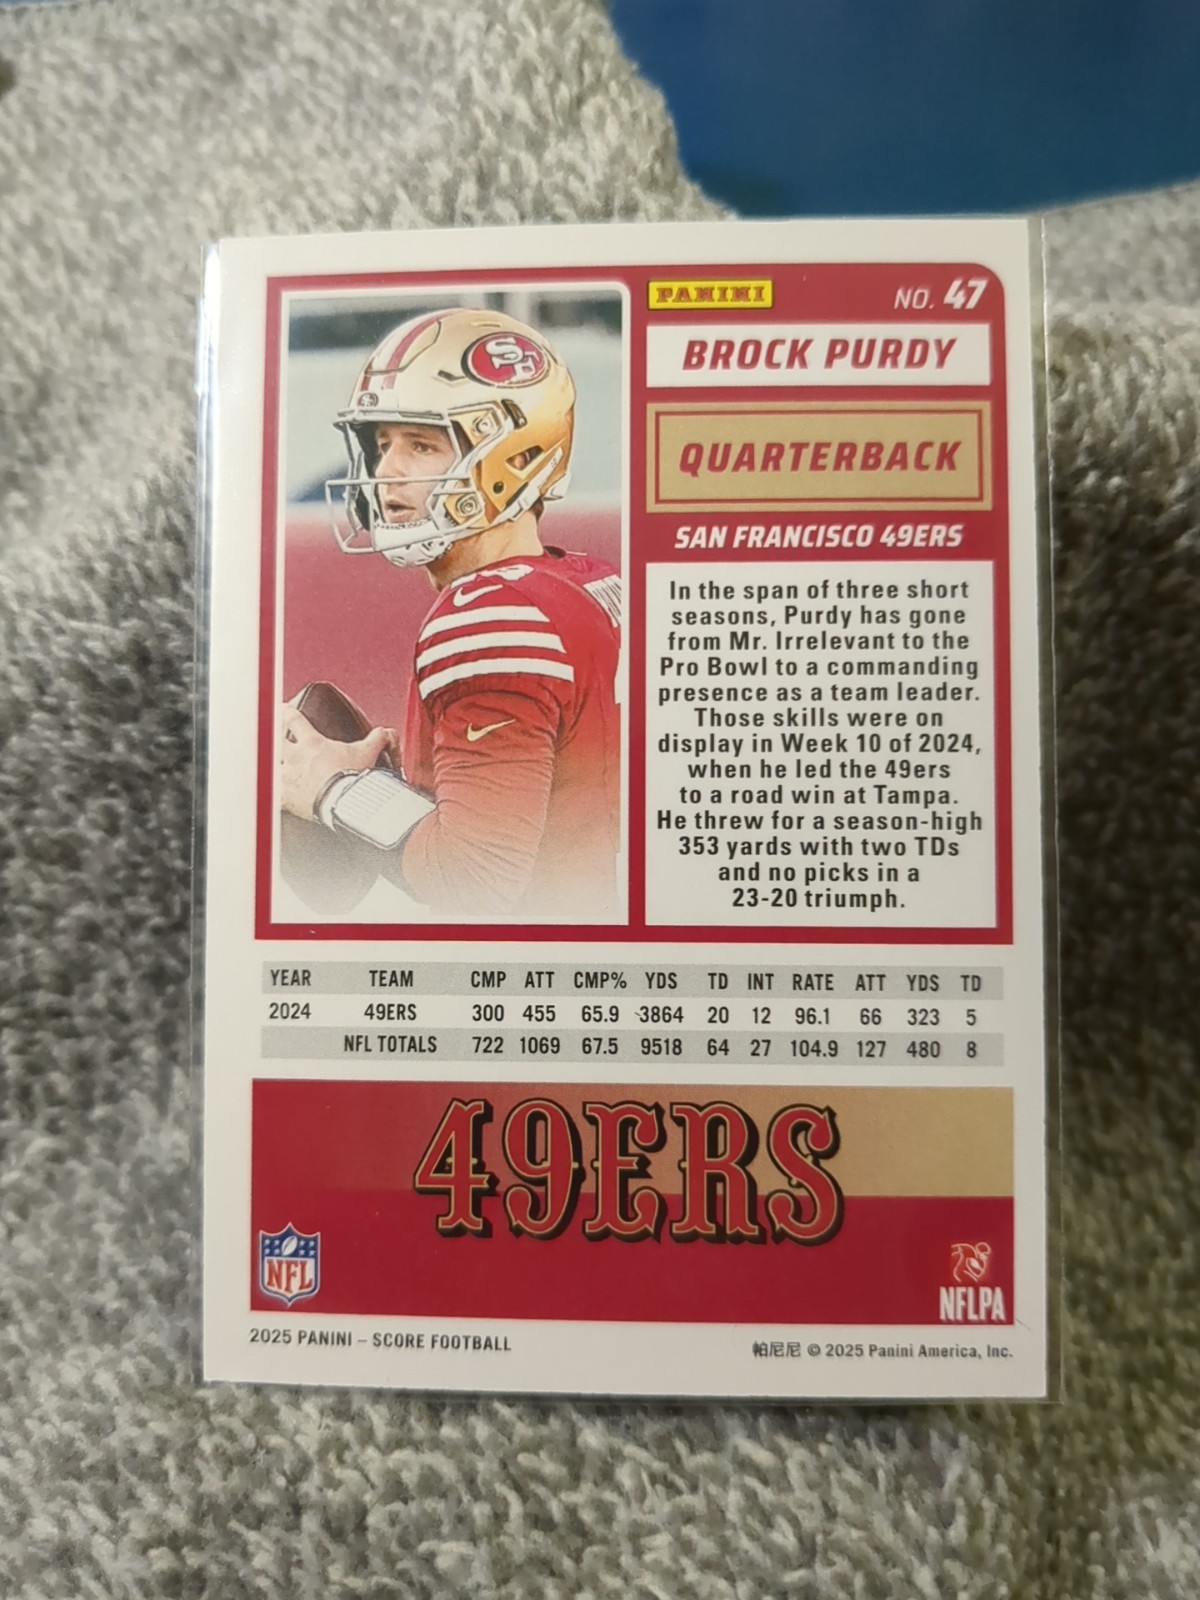 PANINI
NO. 47
BROCK PURDY
QUARTERBACK
SAN FRANCISCO 49ERS
In the span of three short
seasons, Purdy has gone
from Mr. Irrelevant to the
Pro Bowl to a commanding
presence as a team leader.
Those skills were on
display in Week 10 of 2024,
when he led the 49ers
to a road win at Tampa.
He threw for a season-high
353 yards with two TDs
and no picks in a
23-20 triumph.
SF
YEAR TEAM CMP ATT CMP% YDS TD INT RATE ATT YDS TD
2024 49ERS 300 455 65.9 3864 20 12 96.1 66 323 5
NFL TOTALS 722 1069 67.5 9518 64 27 104.9 127 480 8
49ERS
NFL
NFLPA
2025 PANINI – SCORE FOOTBALL
帕尼尼 © 2025 Panini America, Inc.